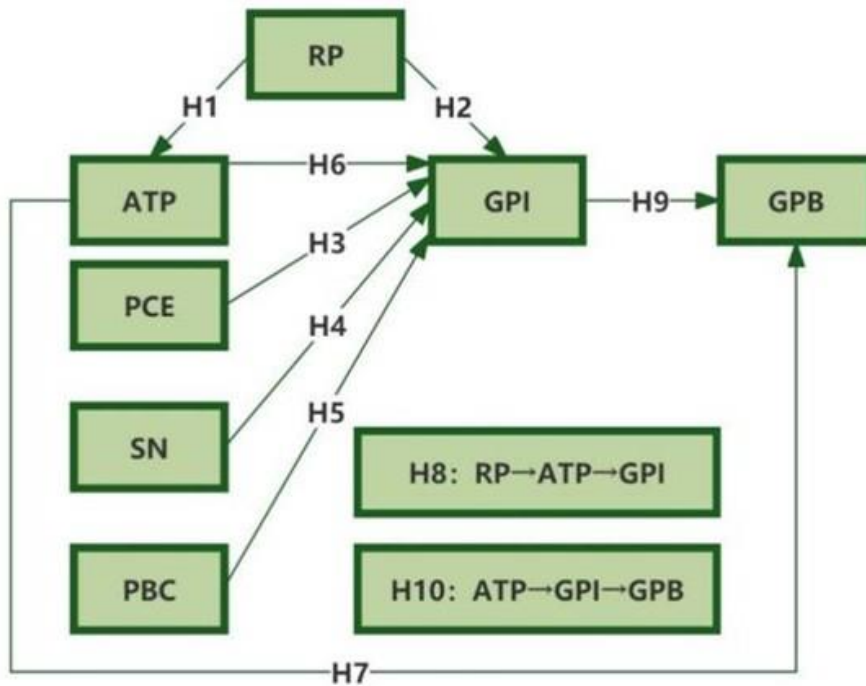 RP
H1
H2
ATP
H6
GPI
H9
GPB
H3
PCE
H4
SN
H5
H8: RP→ATP→GPI
PBC
H10: ATP→GPI→GPB
H7